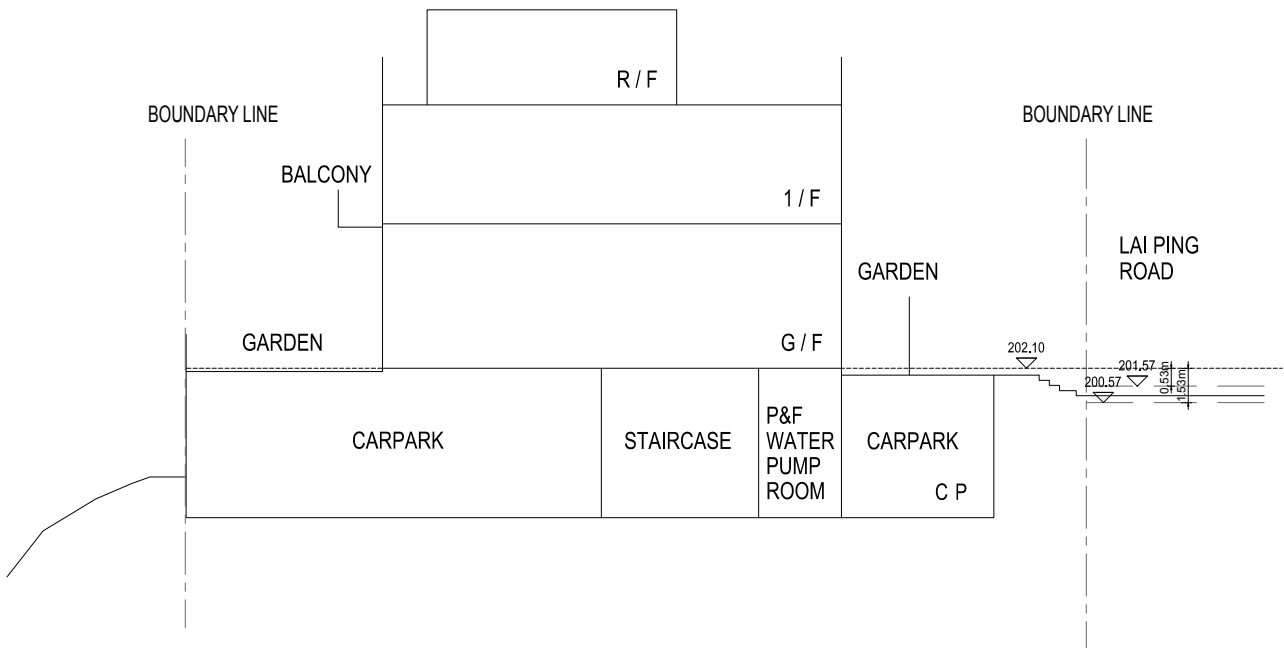 R / F
BOUNDARY LINE
BOUNDARY LINE
BALCONY
1 / F
LAI PING
ROAD
GARDEN
GARDEN
G / F
202.10
201.57
200.57
0.53m
1.53m
CARPARK
STAIRCASE
P&F
WATER
PUMP
ROOM
CARPARK
C P